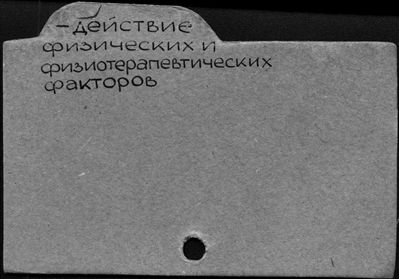 -действие
физических и
физиотерапевтических
факторов